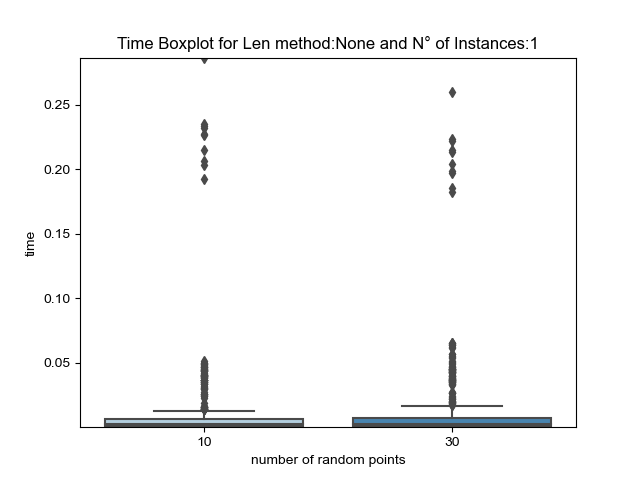 Time Boxplot for Len method:None and N° of Instances:1
0.25
0.20
0.15
0.10
0.05
time
10 30
number of random points